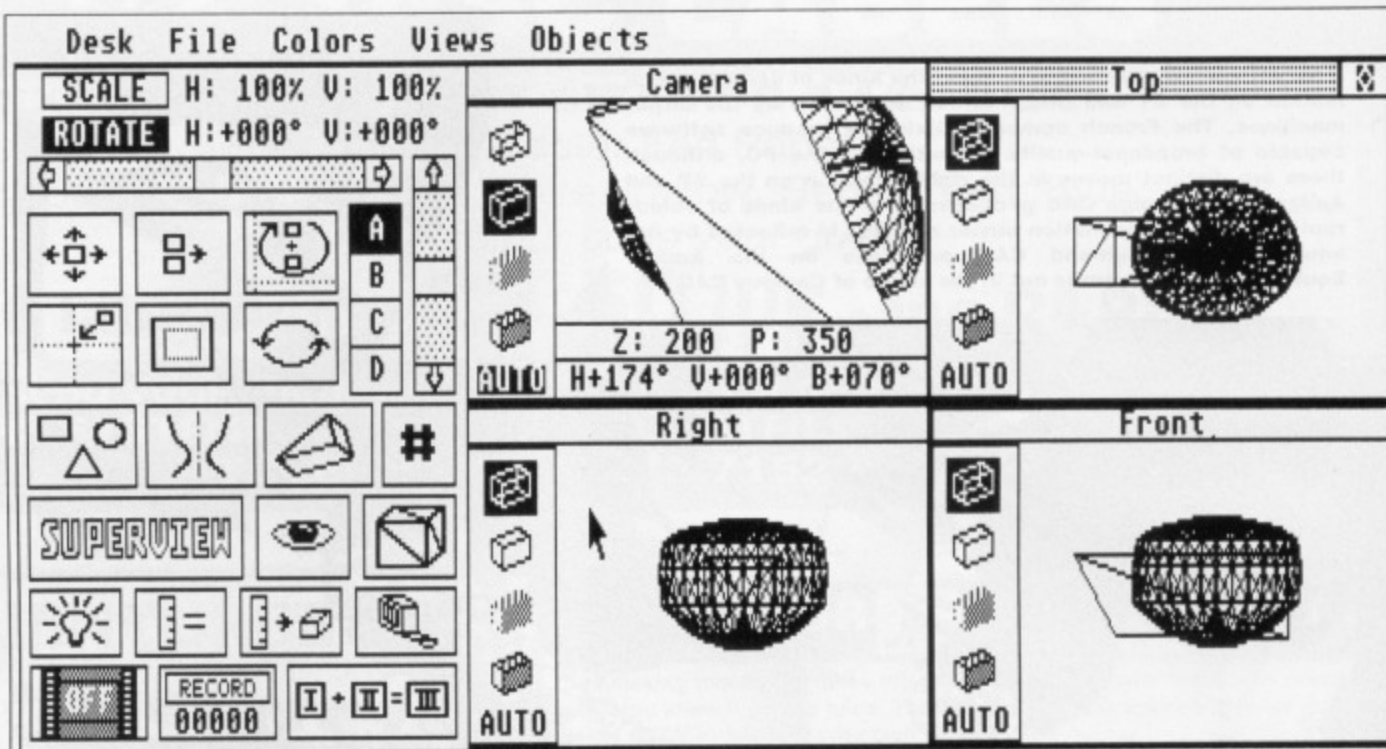 Desk File Colors Views Objects
SCALE H: 100% V: 100%
ROTATE H:+000° V:+000°
A
B
C
D
SUPERVIEW
OFF
RECORD
00000
I + II = III
Camera
Z: 200 P: 350
AUTO H+174° V+000° B+070°
Top
AUTO
Right
AUTO
Front
AUTO